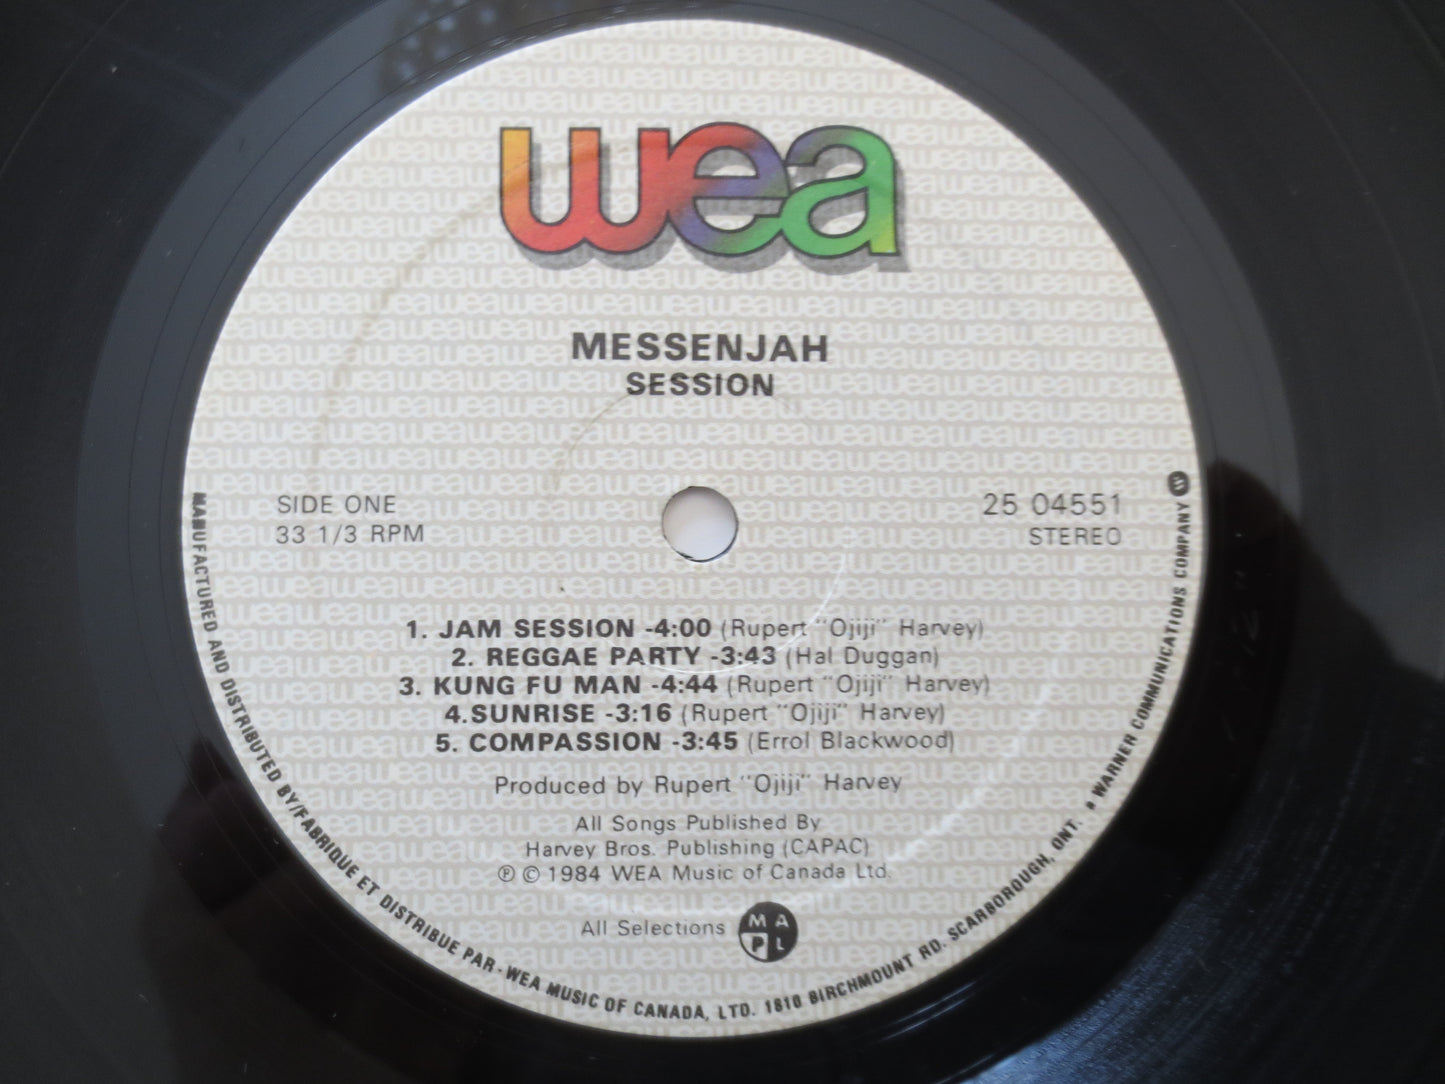 wea
MESSENJAH
SESSION
SIDE ONE
33 1/3 RPM
25 04551
STEREO
1. JAM SESSION -4:00 (Rupert "Ojiji" Harvey)
2. REGGAE PARTY -3:43 (Hal Duggan)
3. KUNG FU MAN -4:44 (Rupert "Ojiji" Harvey)
4.SUNRISE -3:16 (Rupert "Ojiji" Harvey)
5. COMPASSION -3:45 (Errol Blackwood)
Produced by Rupert "Ojiji" Harvey
All Songs Published By
Harvey Bros. Publishing (CAPAC)
℗ © 1984 WEA Music of Canada Ltd.
All Selections MAPL
MANUFACTURED AND DISTRIBUTED BY/FABRIQUE ET DISTRIBUE PAR - WEA MUSIC OF CANADA, LTD. 1810 BIRCHMOUNT RD. SCARBOROUGH, ONT. • WARNER COMMUNICATIONS COMPANY